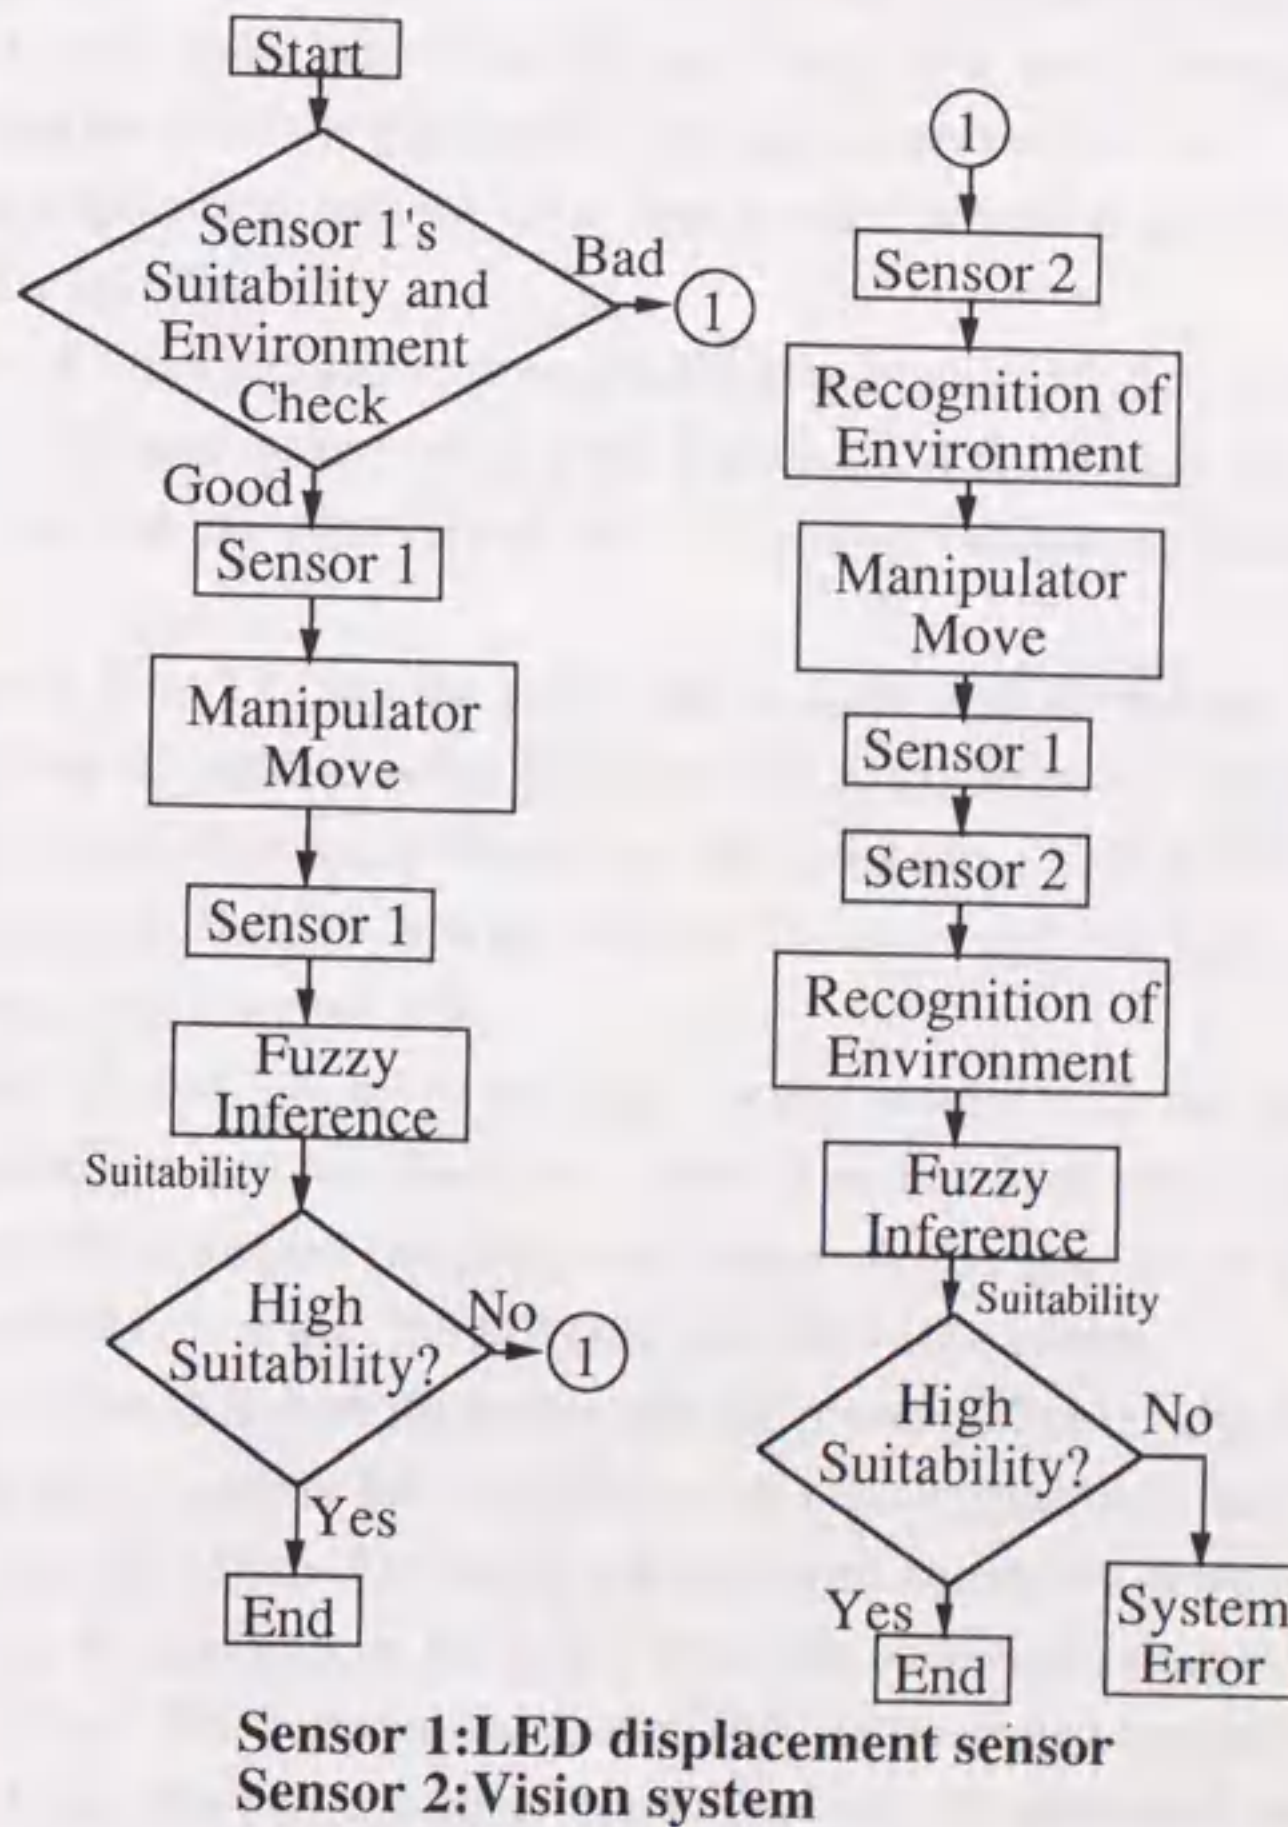 Start
Sensor 1's
Suitability and
Environment
Check
Bad
1
Good
Sensor 1
Manipulator
Move
Sensor 1
Fuzzy
Inference
Suitability
High
Suitability?
No
1
Yes
End
1
Sensor 2
Recognition of
Environment
Manipulator
Move
Sensor 1
Sensor 2
Recognition of
Environment
Fuzzy
Inference
Suitability
High
Suitability?
No
Yes
End
System
Error
Sensor 1:LED displacement sensor
Sensor 2:Vision system